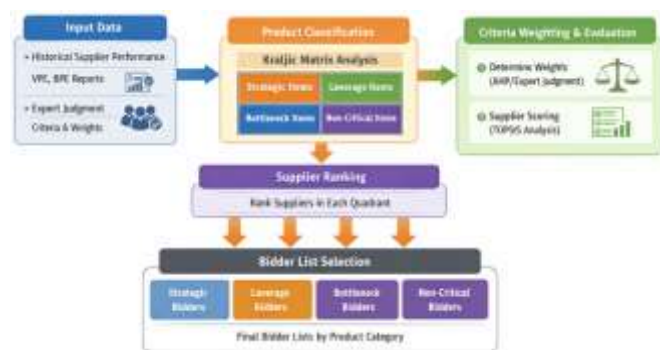 Input Data
• Historical Supplier Performance
VPE, BPE Reports
• Expert Judgment
Criteria & Weights
Product Classification
Kraljic Matrix Analysis
Strategic Items
Leverage Items
Bottleneck Items
Non-Critical Items
Criteria Weighting & Evaluation
Determine Weights
(AHP/Expert Judgment)
Supplier Scoring
(TOPSIS Analysis)
Supplier Ranking
Rank Suppliers in Each Quadrant
Bidder List Selection
Strategic
Bidders
Leverage
Bidders
Bottleneck
Bidders
Non-Critical
Bidders
Final Bidder Lists by Product Category